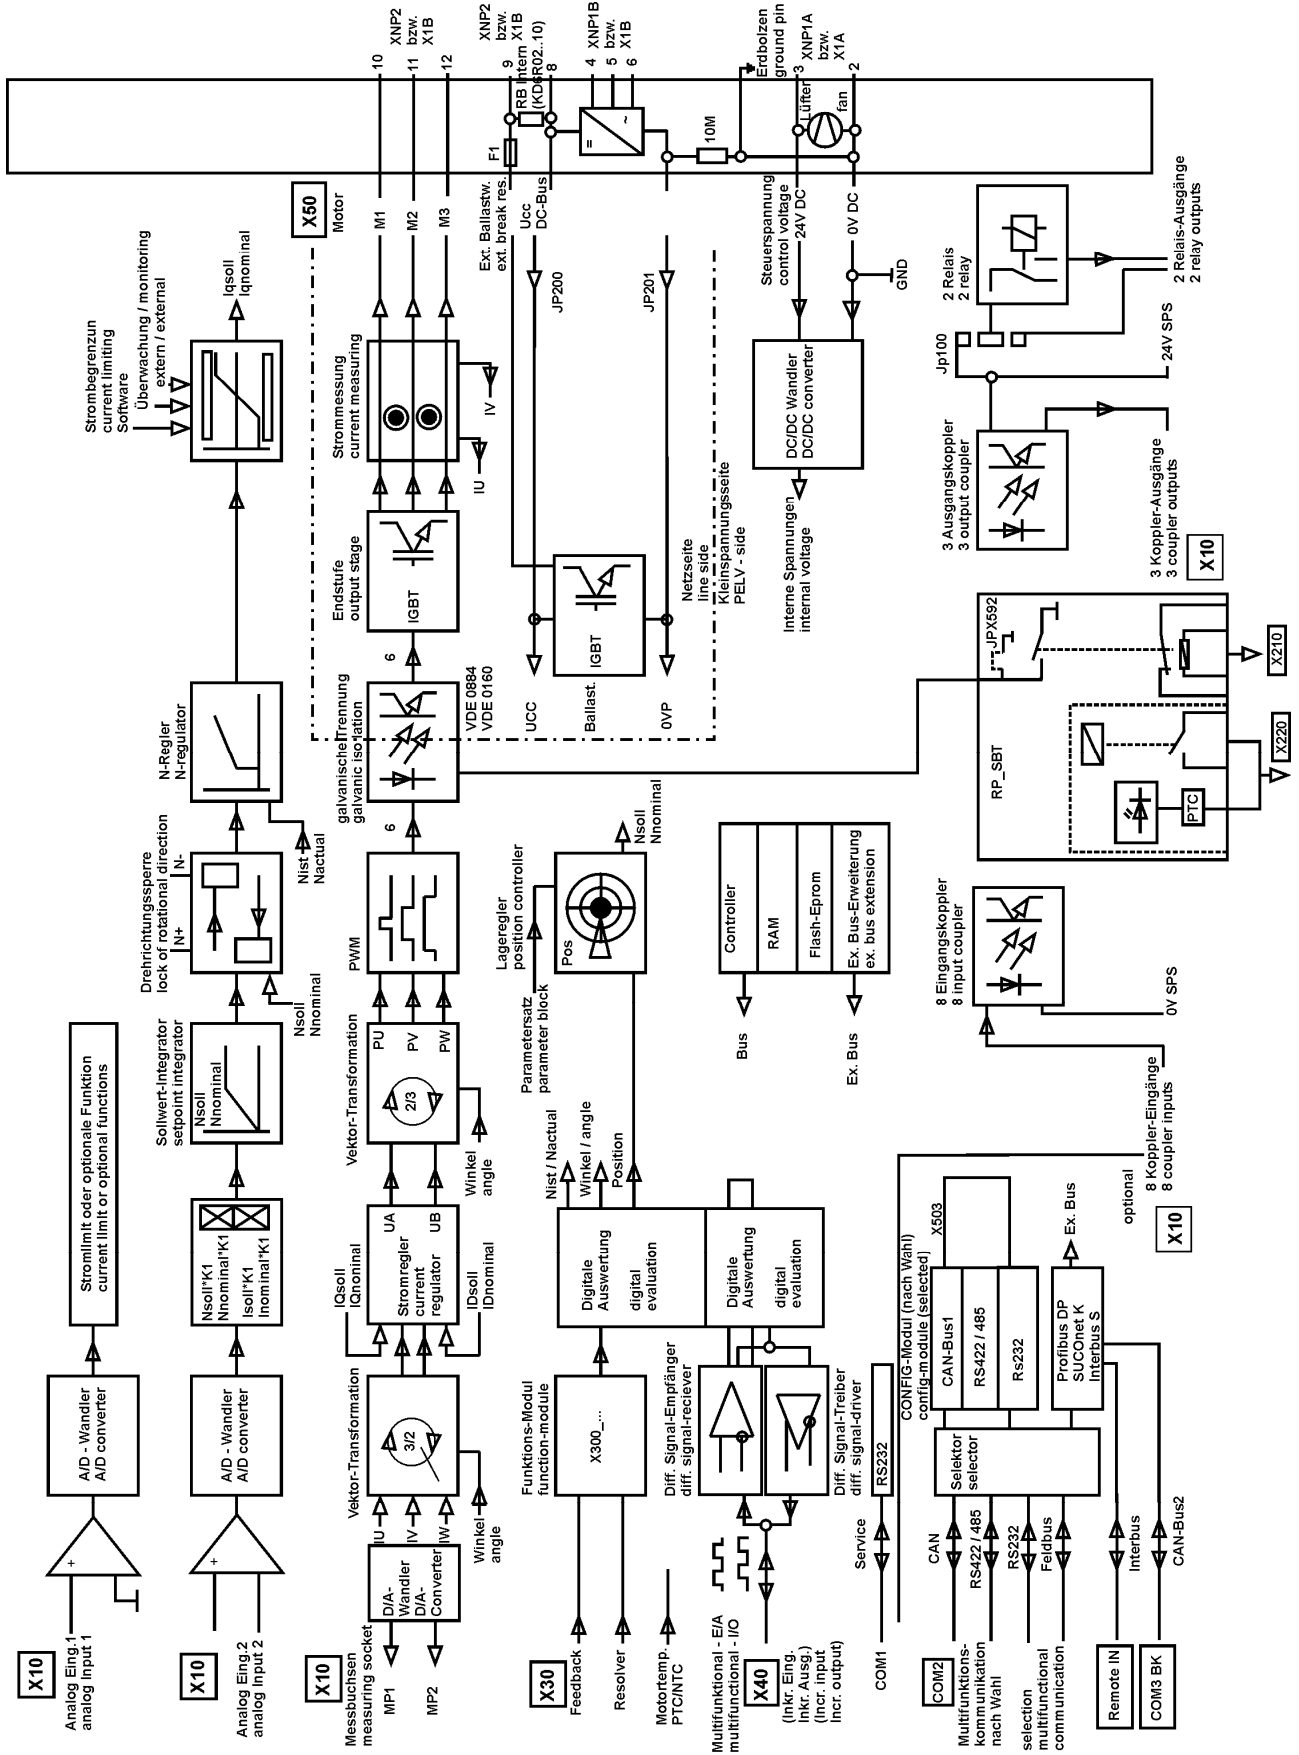 X10
Analog Eing.1
analog Input 1
+
A/D - Wandler
A/D converter
Stromlimit oder optionale Funktion
current limit or optional functions
X10
Analog Eing.2
analog Input 2
+
A/D - Wandler
A/D converter
Nsoll*K1
Nnominal*K1
Isoll*K1
Inominal*K1
Sollwert-Integrator
setpoint integrator
Nsoll
Nnominal
Nsoll
Nnominal
Drehrichtungssperre
lock of rotational direction
N+
N-
Nist
Nactual
N-Regler
N-regulator
Strombegrenzun
current limiting
Software
Überwachung / monitoring
extern / external
Iqsoll
Iqnominal
X10
Messbuchsen
measuring socket
MP1
MP2
D/A-
Wandler
D/A-
Converter
IU
IV
IW
Vektor-Transformation
3/2
Winkel
angle
IQsoll
IQnominal
Stromregler
current
regulator
UA
UB
IDsoll
IDnominal
Vektor-Transformation
2/3
PU
PV
PW
Winkel
angle
PWM
6
galvanische Trennung
galvanic isolation
VDE 0884
VDE 0160
6
Endstufe
output stage
IGBT
Strommessung
current measuring
IU
IV
X50
Motor
M1
M2
M3
10
11
12
XNP2
bzw.
X1B
UCC
Ballast.
0VP
IGBT
Netzseite
line side
Kleinspannungsseite
PELV - side
JP200
JP201
Ext. Ballastw.
ext. break res.
Ucc
DC-Bus
F1
RB Intern
(KD6R02..10)
9
8
XNP2
bzw.
X1B
=
~
4
5
6
XNP1B
bzw.
X1B
10M
Erdbolzen
ground pin
Lüfter
fan
3
2
XNP1A
bzw.
X1A
X30
Feedback
Resolver
Motortemp.
PTC/NTC
Funktions-Modul
function-module
X300_...
Digitale
Auswertung
digital
evaluation
Digitale
Auswertung
digital
evaluation
Nist / Nactual
Winkel / angle
Position
Parametersatz
parameter block
Lageregler
position controller
Pos
Nsoll
Nnominal
Multifunktional - E/A
multifunctional - I/O
X40
(Inkr. Eing.
Inkr. Ausg.)
(Incr. input
Incr. output)
Diff. Signal-Empfänger
diff. signal-reciever
Diff. Signal-Treiber
diff. signal-driver
Bus
Ex. Bus
Controller
RAM
Flash-Eprom
Ex. Bus-Erweiterung
ex. bus extension
Interne Spannungen
internal voltage
DC/DC Wandler
DC/DC converter
Steuerspannung
control voltage
24V DC
0V DC
GND
COM1
Service
RS232
COM2
Multifunktions-
kommunikation
nach Wahl
selection
multifunctional
communication
CAN
RS422 / 485
RS232
Feldbus
Selektor
selector
CONFIG-Modul (nach Wahl)
config-module (selected)
CAN-Bus1
RS422 / 485
Rs232
X503
Profibus DP
SUCOnet K
Interbus S
Ex. Bus
Remote IN
Interbus
COM3 BK
CAN-Bus2
optional
8 Koppler-Eingänge
8 coupler inputs
X10
8 Eingangskoppler
8 input coupler
0V SPS
RP_SBT
JPX592
PTC
X220
X210
3 Ausgangskoppler
3 output coupler
3 Koppler-Ausgänge
3 coupler outputs
X10
Jp100
24V SPS
2 Relais
2 relay
2 Relais-Ausgänge
2 relay outputs